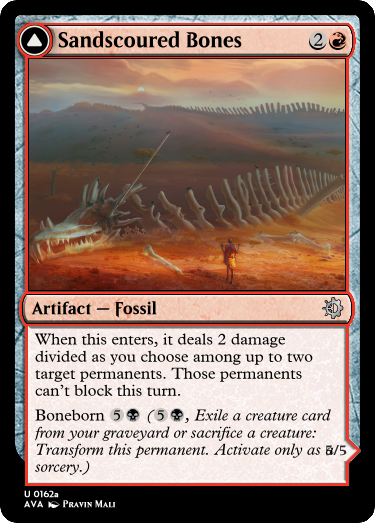 Sandscoured Bones 2
Artifact — Fossil
When this enters, it deals 2 damage
divided as you choose among up to two
target permanents. Those permanents
can't block this turn.
Boneborn 5 (5, Exile a creature card
from your graveyard or sacrifice a creature:
Transform this permanent. Activate only as a
sorcery.)
/5
U 0162a
AVA Pravin Mali